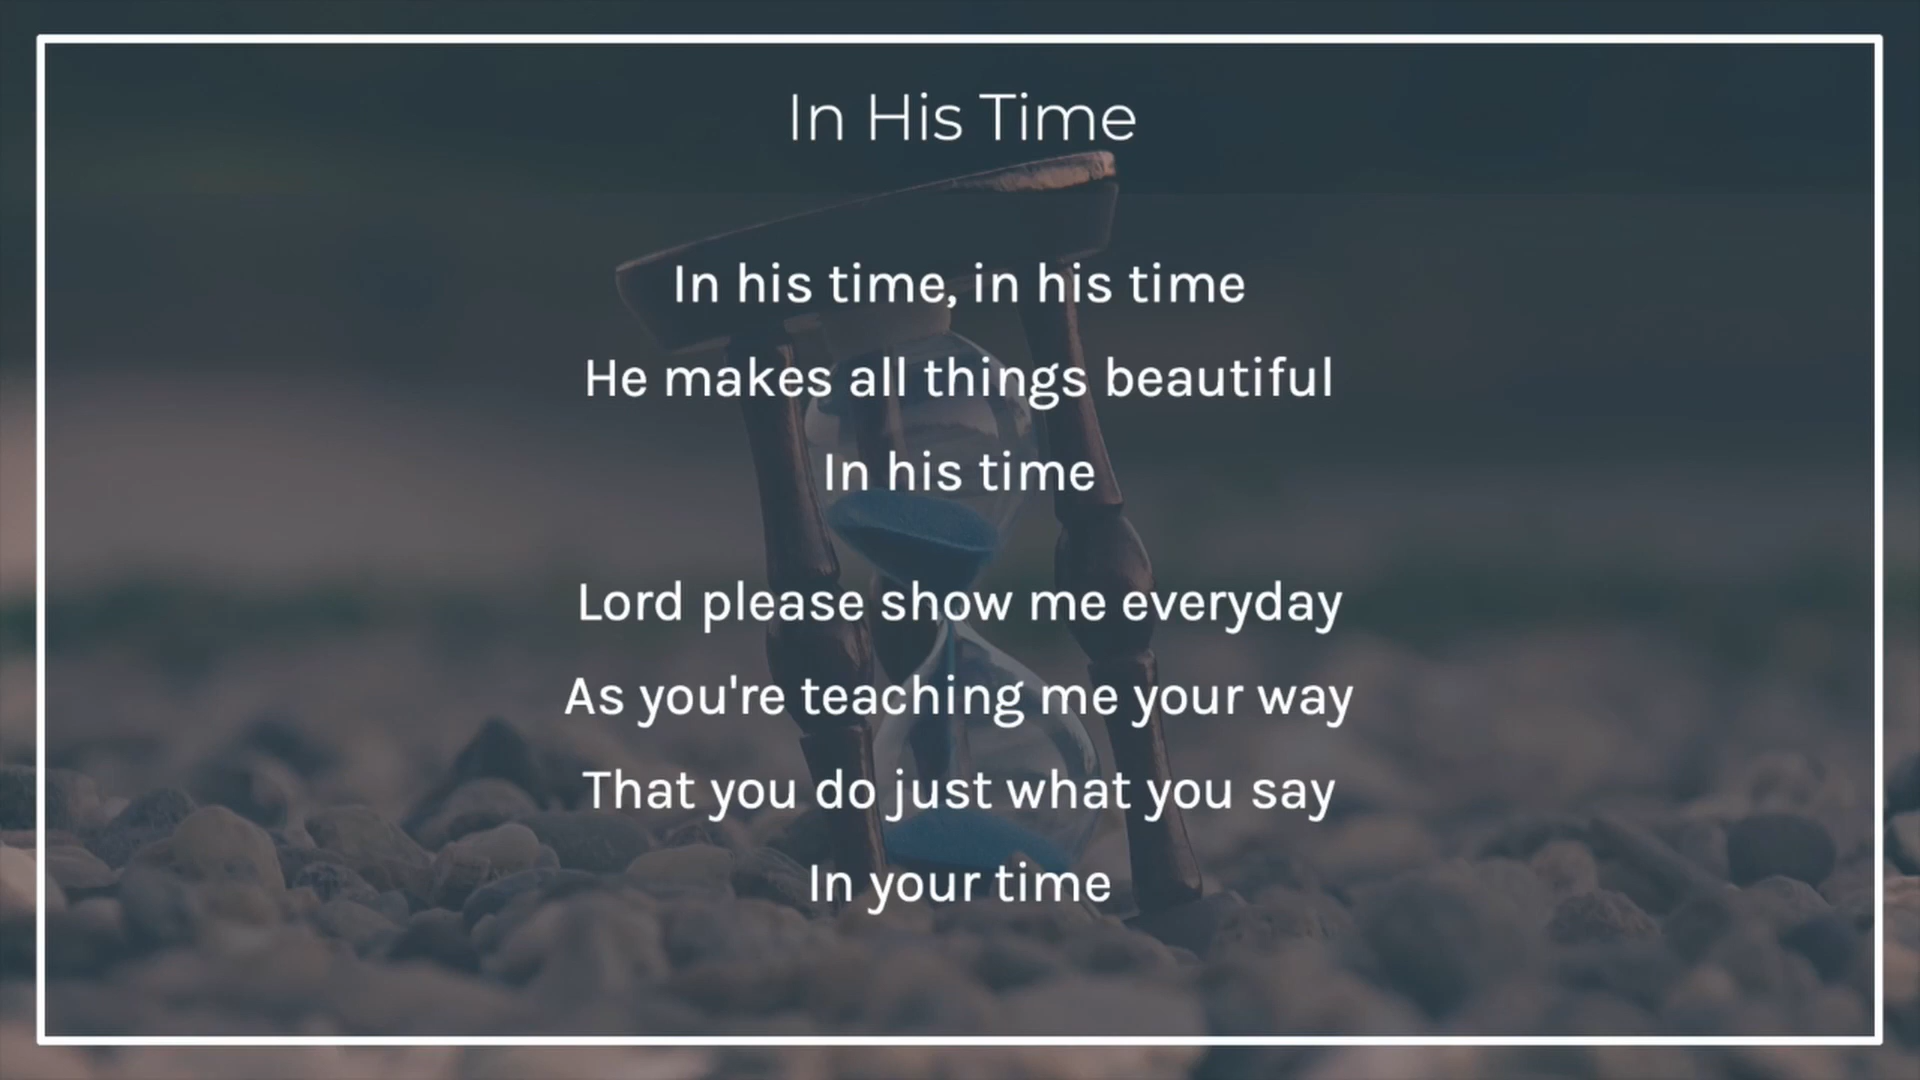 In His Time
In his time, in his time
He makes all things beautiful
In his time
Lord please show me everyday
As you're teaching me your way
That you do just what you say
In your time